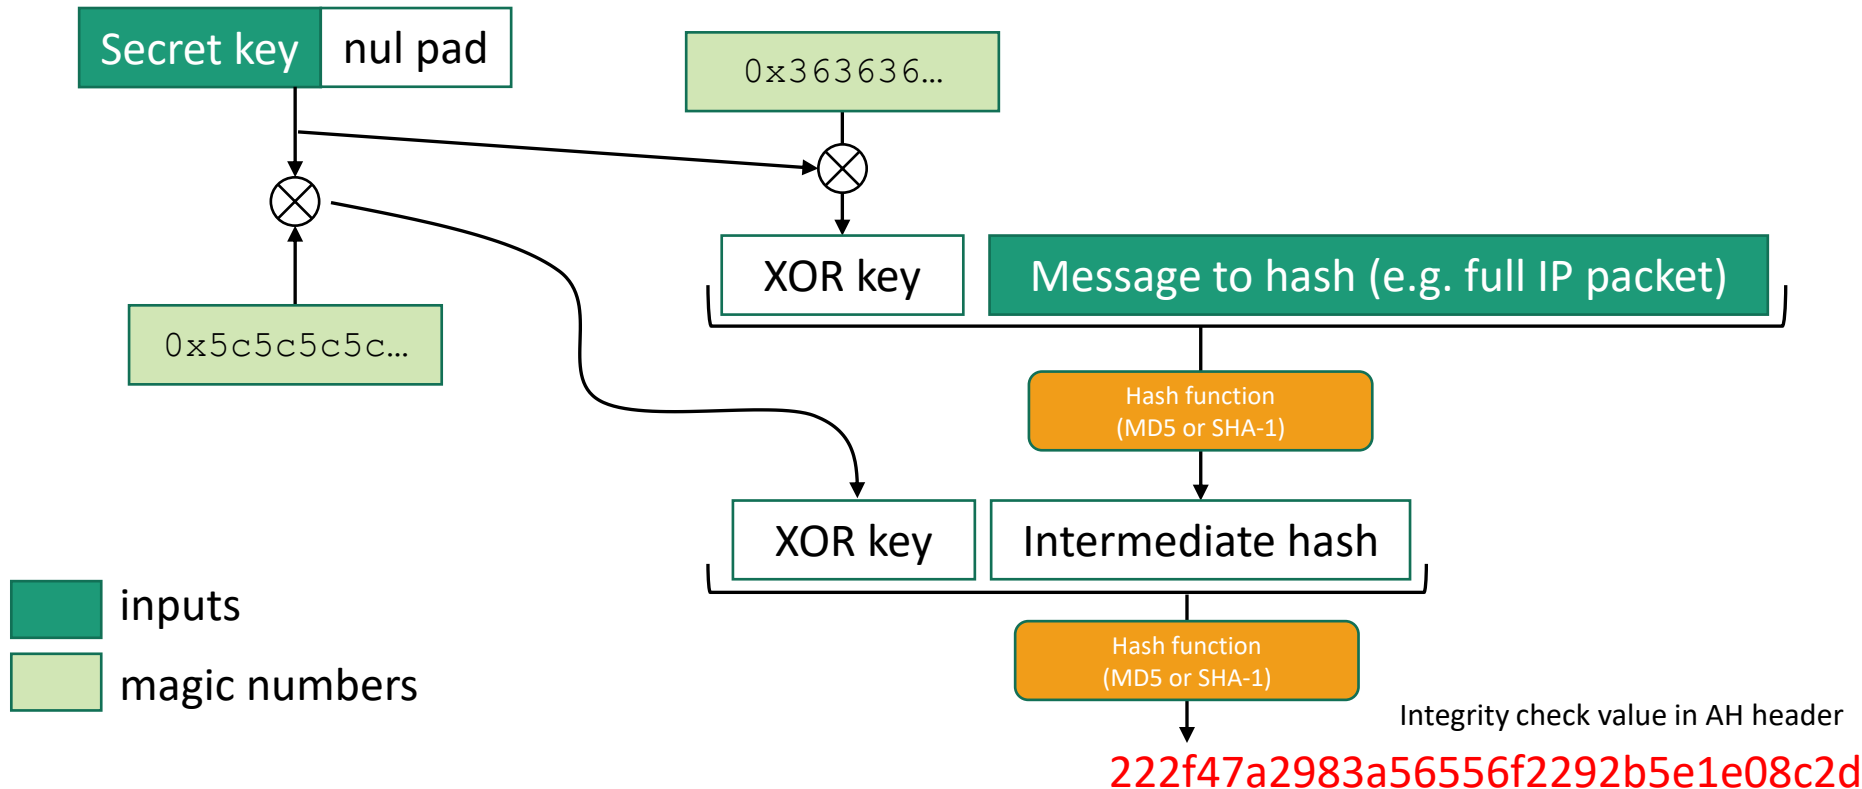 Secret key nul pad
0x363636…
XOR key Message to hash (e.g. full IP packet)
0x5c5c5c5c…
Hash function
(MD5 or SHA-1)
XOR key Intermediate hash
inputs
Hash function
(MD5 or SHA-1)
magic numbers
Integrity check value in AH header
222f47a2983a56556f2292b5e1e08c2d